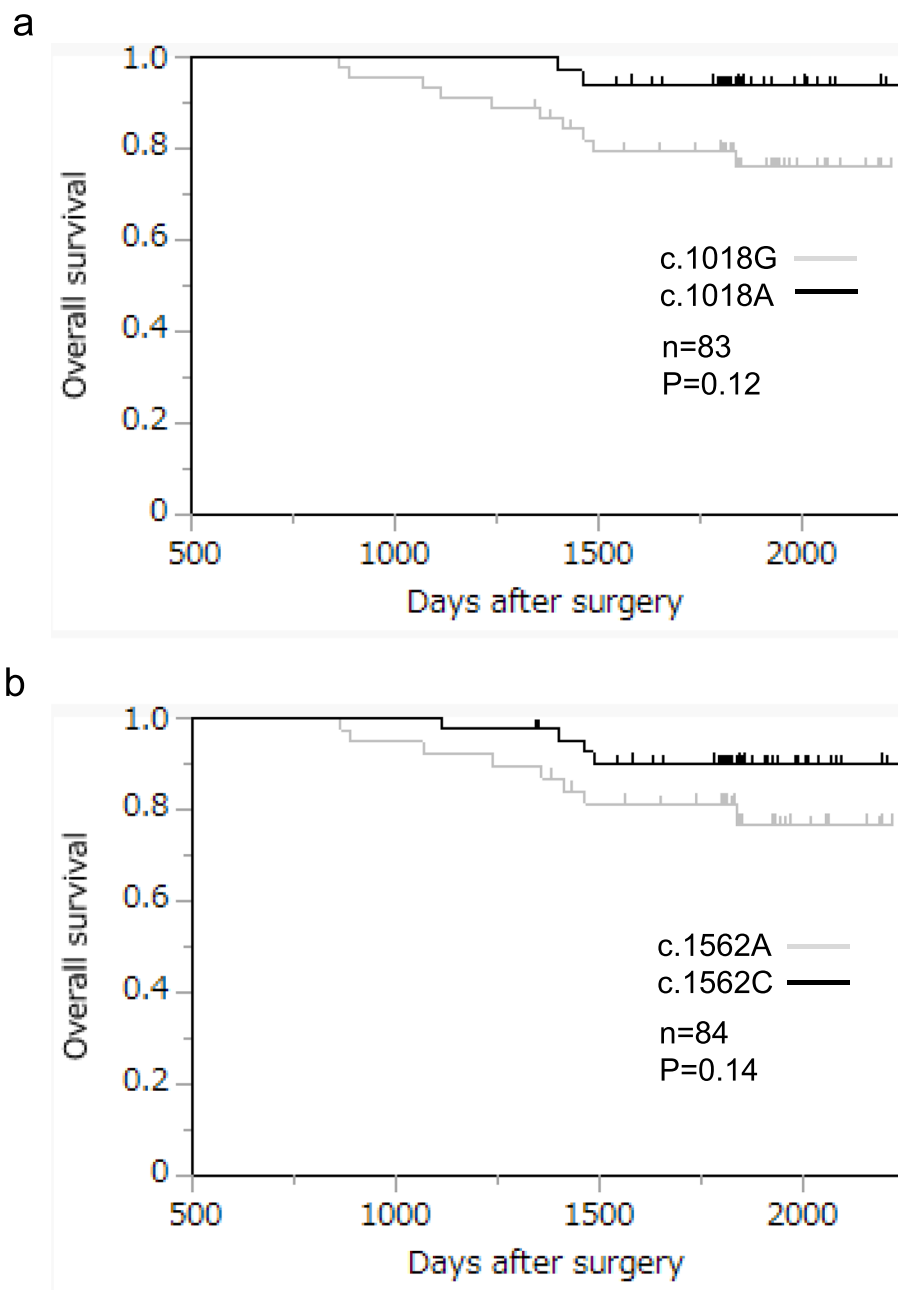 a
1.0
0.8
0.6
0.4
0.2
0
Overall survival
c.1018G
c.1018A
n=83
P=0.12
500 1000 1500 2000
Days after surgery
b
1.0
0.8
0.6
0.4
0.2
0
Overall survival
c.1562A
c.1562C
n=84
P=0.14
500 1000 1500 2000
Days after surgery